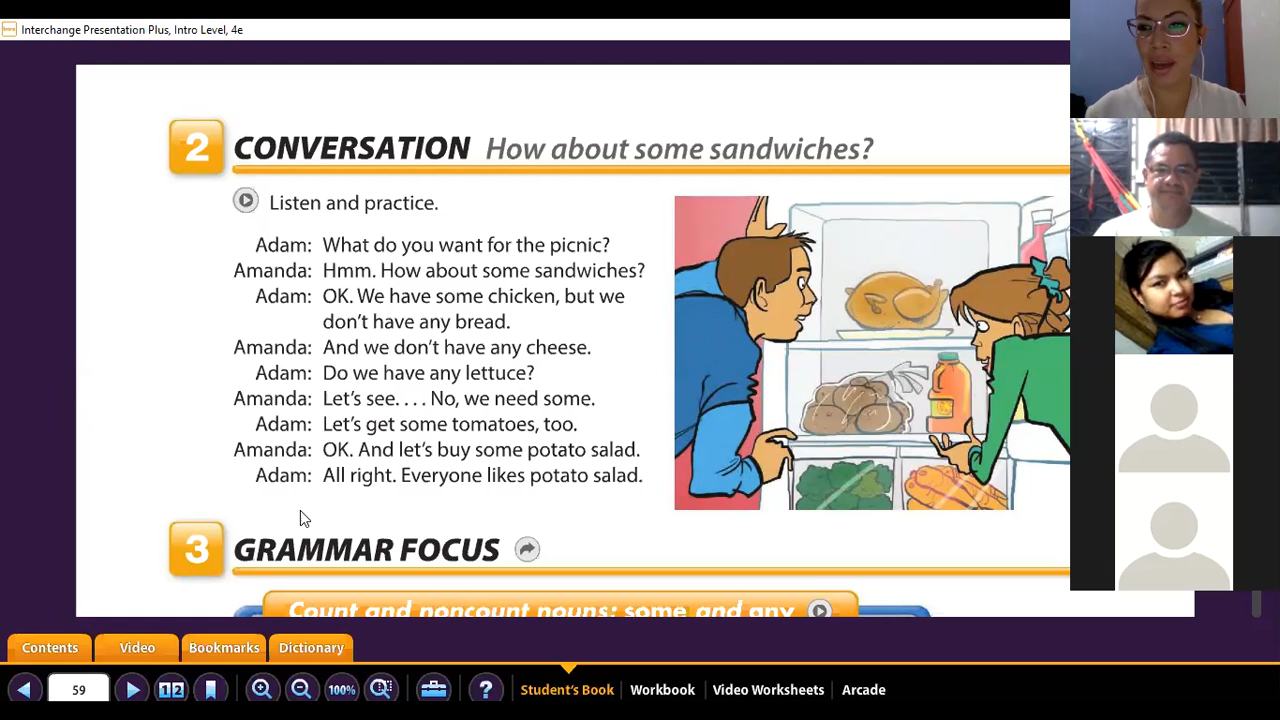 Interchange Presentation Plus, Intro Level, 4e
2 CONVERSATION How about some sandwiches?
Listen and practice.
Adam: What do you want for the picnic?
Amanda: Hmm. How about some sandwiches?
Adam: OK. We have some chicken, but we
don't have any bread.
Amanda: And we don't have any cheese.
Adam: Do we have any lettuce?
Amanda: Let's see. . . . No, we need some.
Adam: Let's get some tomatoes, too.
Amanda: OK. And let's buy some potato salad.
Adam: All right. Everyone likes potato salad.
3 GRAMMAR FOCUS
Count and noncount nouns; some and any
Contents Video Bookmarks Dictionary
59 1 2 100% ? Student's Book Workbook Video Worksheets Arcade